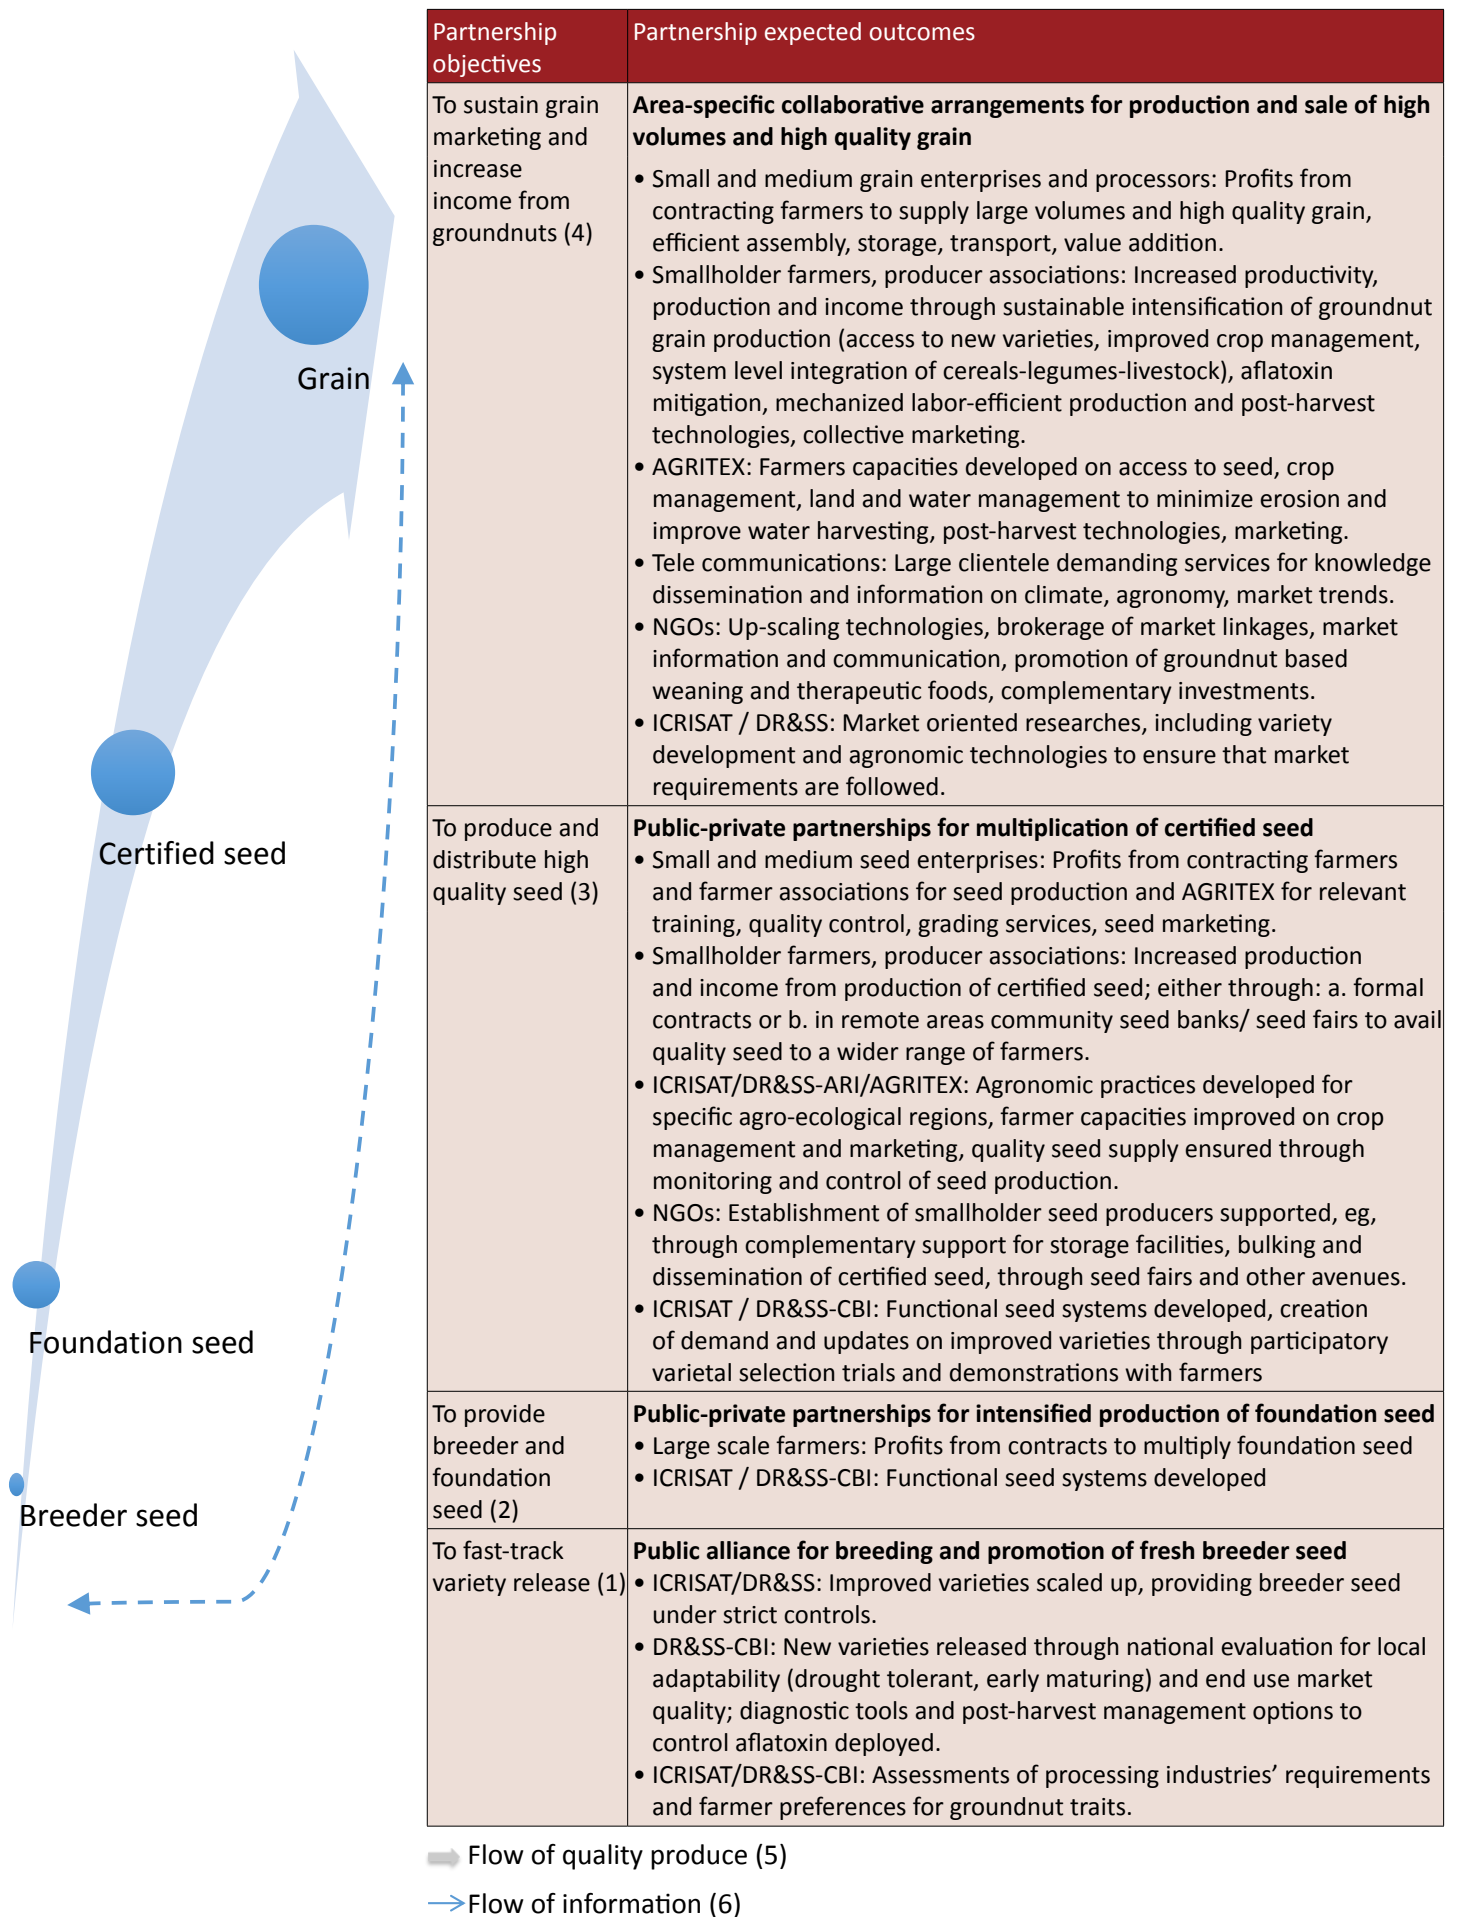 Partnership
objectives
Partnership expected outcomes
To sustain grain
marketing and
increase
income from
groundnuts (4)
Area-specific collaborative arrangements for production and sale of high
volumes and high quality grain
• Small and medium grain enterprises and processors: Profits from
contracting farmers to supply large volumes and high quality grain,
efficient assembly, storage, transport, value addition.
• Smallholder farmers, producer associations: Increased productivity,
production and income through sustainable intensification of groundnut
grain production (access to new varieties, improved crop management,
system level integration of cereals-legumes-livestock), aflatoxin
mitigation, mechanized labor-efficient production and post-harvest
technologies, collective marketing.
• AGRITEX: Farmers capacities developed on access to seed, crop
management, land and water management to minimize erosion and
improve water harvesting, post-harvest technologies, marketing.
• Tele communications: Large clientele demanding services for knowledge
dissemination and information on climate, agronomy, market trends.
• NGOs: Up-scaling technologies, brokerage of market linkages, market
information and communication, promotion of groundnut based
weaning and therapeutic foods, complementary investments.
• ICRISAT / DR&SS: Market oriented researches, including variety
development and agronomic technologies to ensure that market
requirements are followed.
To produce and
distribute high
quality seed (3)
Public-private partnerships for multiplication of certified seed
• Small and medium seed enterprises: Profits from contracting farmers
and farmer associations for seed production and AGRITEX for relevant
training, quality control, grading services, seed marketing.
• Smallholder farmers, producer associations: Increased production
and income from production of certified seed; either through: a. formal
contracts or b. in remote areas community seed banks/ seed fairs to avail
quality seed to a wider range of farmers.
• ICRISAT/DR&SS-ARI/AGRITEX: Agronomic practices developed for
specific agro-ecological regions, farmer capacities improved on crop
management and marketing, quality seed supply ensured through
monitoring and control of seed production.
• NGOs: Establishment of smallholder seed producers supported, eg,
through complementary support for storage facilities, bulking and
dissemination of certified seed, through seed fairs and other avenues.
• ICRISAT / DR&SS-CBI: Functional seed systems developed, creation
of demand and updates on improved varieties through participatory
varietal selection trials and demonstrations with farmers
To provide
breeder and
foundation
seed (2)
Public-private partnerships for intensified production of foundation seed
• Large scale farmers: Profits from contracts to multiply foundation seed
• ICRISAT / DR&SS-CBI: Functional seed systems developed
To fast-track
variety release (1)
Public alliance for breeding and promotion of fresh breeder seed
• ICRISAT/DR&SS: Improved varieties scaled up, providing breeder seed
under strict controls.
• DR&SS-CBI: New varieties released through national evaluation for local
adaptability (drought tolerant, early maturing) and end use market
quality; diagnostic tools and post-harvest management options to
control aflatoxin deployed.
• ICRISAT/DR&SS-CBI: Assessments of processing industries’ requirements
and farmer preferences for groundnut traits.
Grain
Certified seed
Foundation seed
Breeder seed
Flow of quality produce (5)
Flow of information (6)